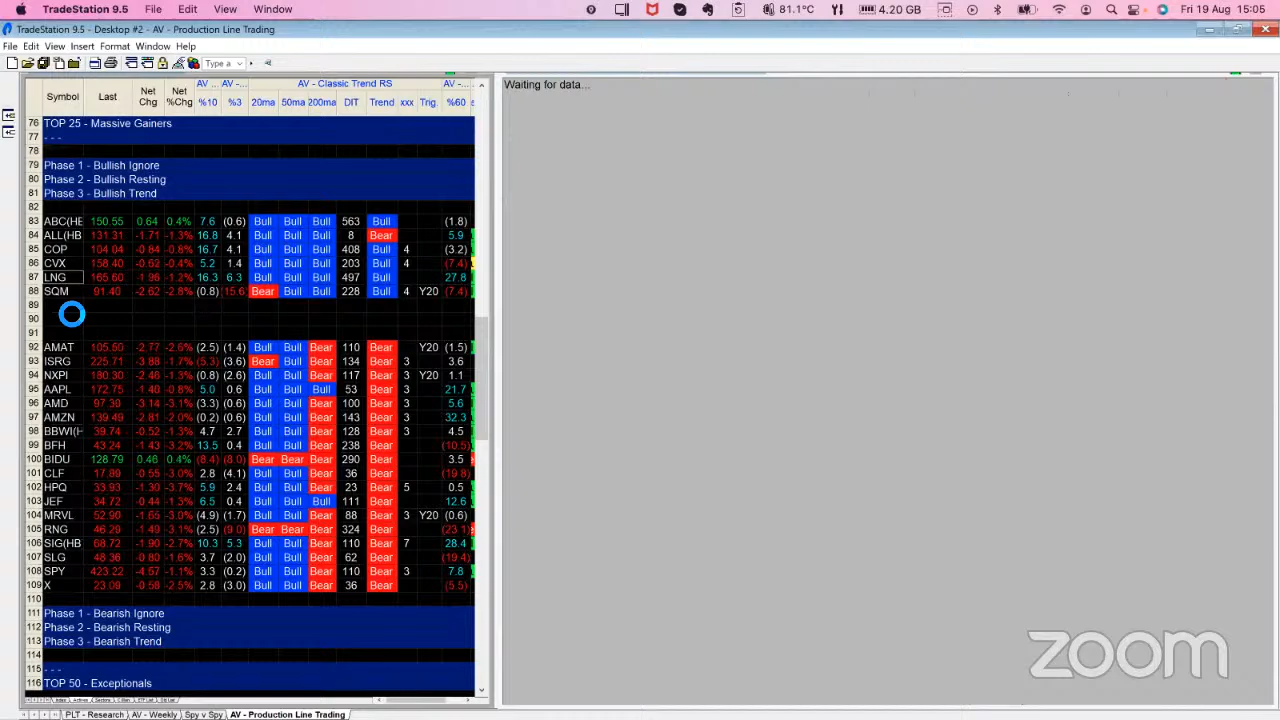 TradeStation 9.5 File Edit View Window 81.1°C 4.20 GB Fri 19 Aug 15:05
TradeStation 9.5 - Desktop #2 - AV - Production Line Trading
File Edit View Insert Format Window Help
Type a
AV ... AV -... AV - Classic Trend RS AV -...
Symbol Last Net Chg Net %Chg %10 %3 20ma 50ma 200ma DIT Trend xxx Trig. %60
Waiting for data...
76 TOP 25 - Massive Gainers
77 - - -
78
79 Phase 1 - Bullish Ignore
80 Phase 2 - Bullish Resting
81 Phase 3 - Bullish Trend
82
83 ABC(HB 150.55 0.64 0.4% 7.6 (0.6) Bull Bull Bull 563 Bull (1.8)
84 ALL(HB 131.31 -1.71 -1.3% 16.8 4.1 Bull Bull Bull 8 Bear 5.9
85 COP 104.04 -0.84 -0.8% 16.7 4.1 Bull Bull Bull 408 Bull 4 (3.2)
86 CVX 158.40 -0.62 -0.4% 5.2 1.4 Bull Bull Bull 203 Bull 4 (7.4)
87 LNG 165.60 -1.96 -1.2% 16.3 6.3 Bull Bull Bull 497 Bull 27.8
88 SQM 91.40 -2.62 -2.8% (0.8) (15.6) Bear Bull Bull 228 Bull 4 Y20 (7.4)
89
90
91
92 AMAT 105.50 -2.77 -2.6% (2.5) (1.4) Bull Bull Bear 110 Bear Y20 (1.5)
93 ISRG 225.71 -3.88 -1.7% (5.3) (3.6) Bear Bull Bear 134 Bear 3 3.6
94 NXPI 180.30 -2.46 -1.3% (0.8) (2.6) Bull Bull Bear 117 Bear 3 Y20 1.1
95 AAPL 172.75 -1.40 -0.8% 5.0 0.6 Bull Bull Bull 53 Bear 3 21.7
96 AMD 97.30 -3.14 -3.1% (3.3) (0.6) Bull Bull Bear 100 Bear 3 5.6
97 AMZN 139.49 -2.81 -2.0% (0.2) (0.6) Bull Bull Bear 143 Bear 3 32.3
98 BBWI(H 39.74 -0.52 -1.3% 4.7 2.7 Bull Bull Bear 128 Bear 3 4.5
99 BFH 43.24 -1.43 -3.2% 13.5 0.4 Bull Bull Bear 238 Bear (10.5)
100 BIDU 128.79 0.46 0.4% (8.4) (8.0) Bear Bear Bear 290 Bear 3.5
101 CLF 17.89 -0.55 -3.0% 2.8 (4.1) Bull Bull Bear 36 Bear (19.8)
102 HPQ 33.93 -1.30 -3.7% 5.9 2.4 Bull Bull Bear 23 Bear 5 0.5
103 JEF 34.72 -0.44 -1.3% 6.5 0.4 Bull Bull Bull 111 Bear 12.6
104 MRVL 52.90 -1.65 -3.0% (4.9) (1.7) Bull Bull Bear 88 Bear 3 Y20 (0.6)
105 RNG 46.20 -1.49 -3.1% (2.5) (9.0) Bear Bear Bear 324 Bear (23.1)
106 SIG(HB 68.72 -1.90 -2.7% 10.3 5.3 Bull Bull Bear 110 Bear 7 28.4
107 SLG 48.36 -0.80 -1.6% 3.7 (2.0) Bull Bull Bear 62 Bear (19.4)
108 SPY 423.22 -4.57 -1.1% 3.3 (0.2) Bull Bull Bear 110 Bear 3 7.8
109 X 23.09 -0.58 -2.5% 2.8 (3.0) Bull Bull Bear 36 Bear (5.5)
110
111 Phase 1 - Bearish Ignore
112 Phase 2 - Bearish Resting
113 Phase 3 - Bearish Trend
114
115 - - -
116 TOP 50 - Exceptionals
zoom
PLT - Research AV - Weekly Spy v Spy AV - Production Line Trading